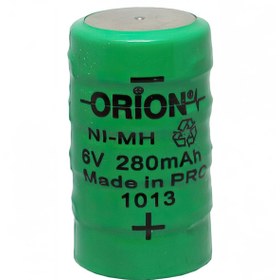 ORION®
NI-MH
6V 280mAh
Made in PRC
1013
+